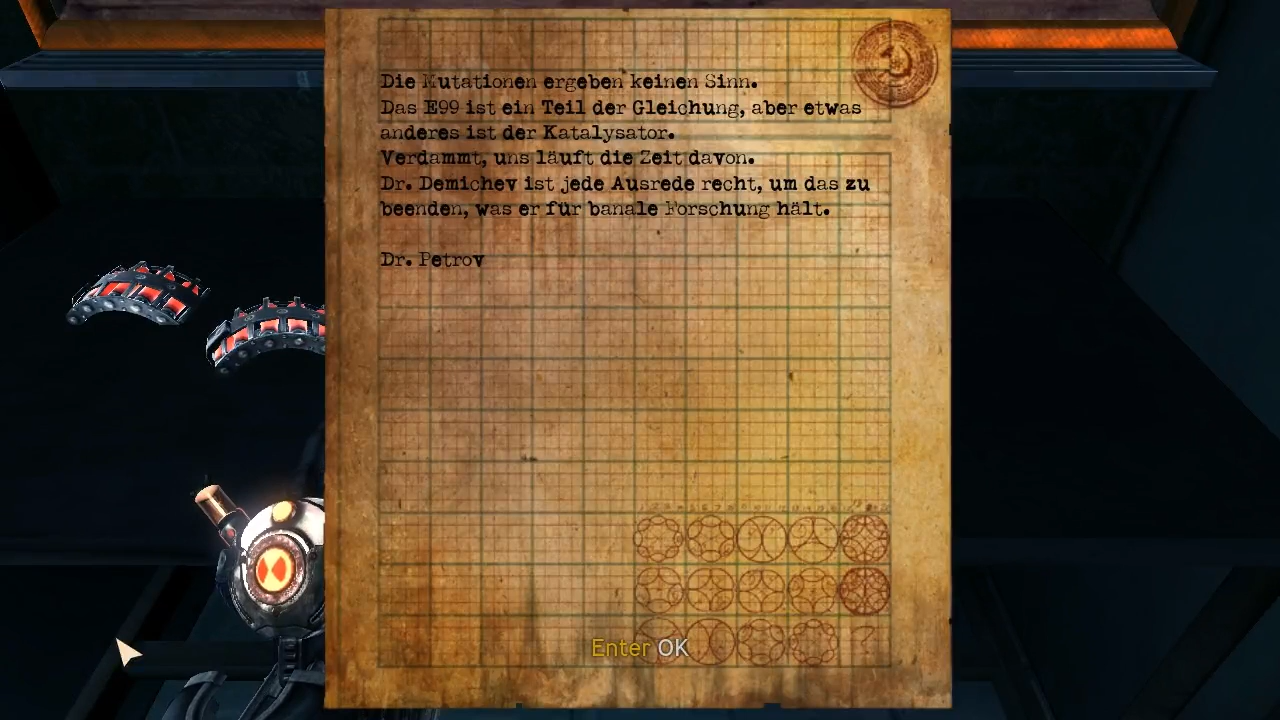 Die Mutationen ergeben keinen Sinn.
Das E99 ist ein Teil der Gleichung, aber etwas
anderes ist der Katalysator.
Verdammt, uns läuft die Zeit davon.
Dr. Demichev ist jede Ausrede recht, um das zu
beenden, was er für banale Forschung hält.
Dr. Petrov
Enter OK